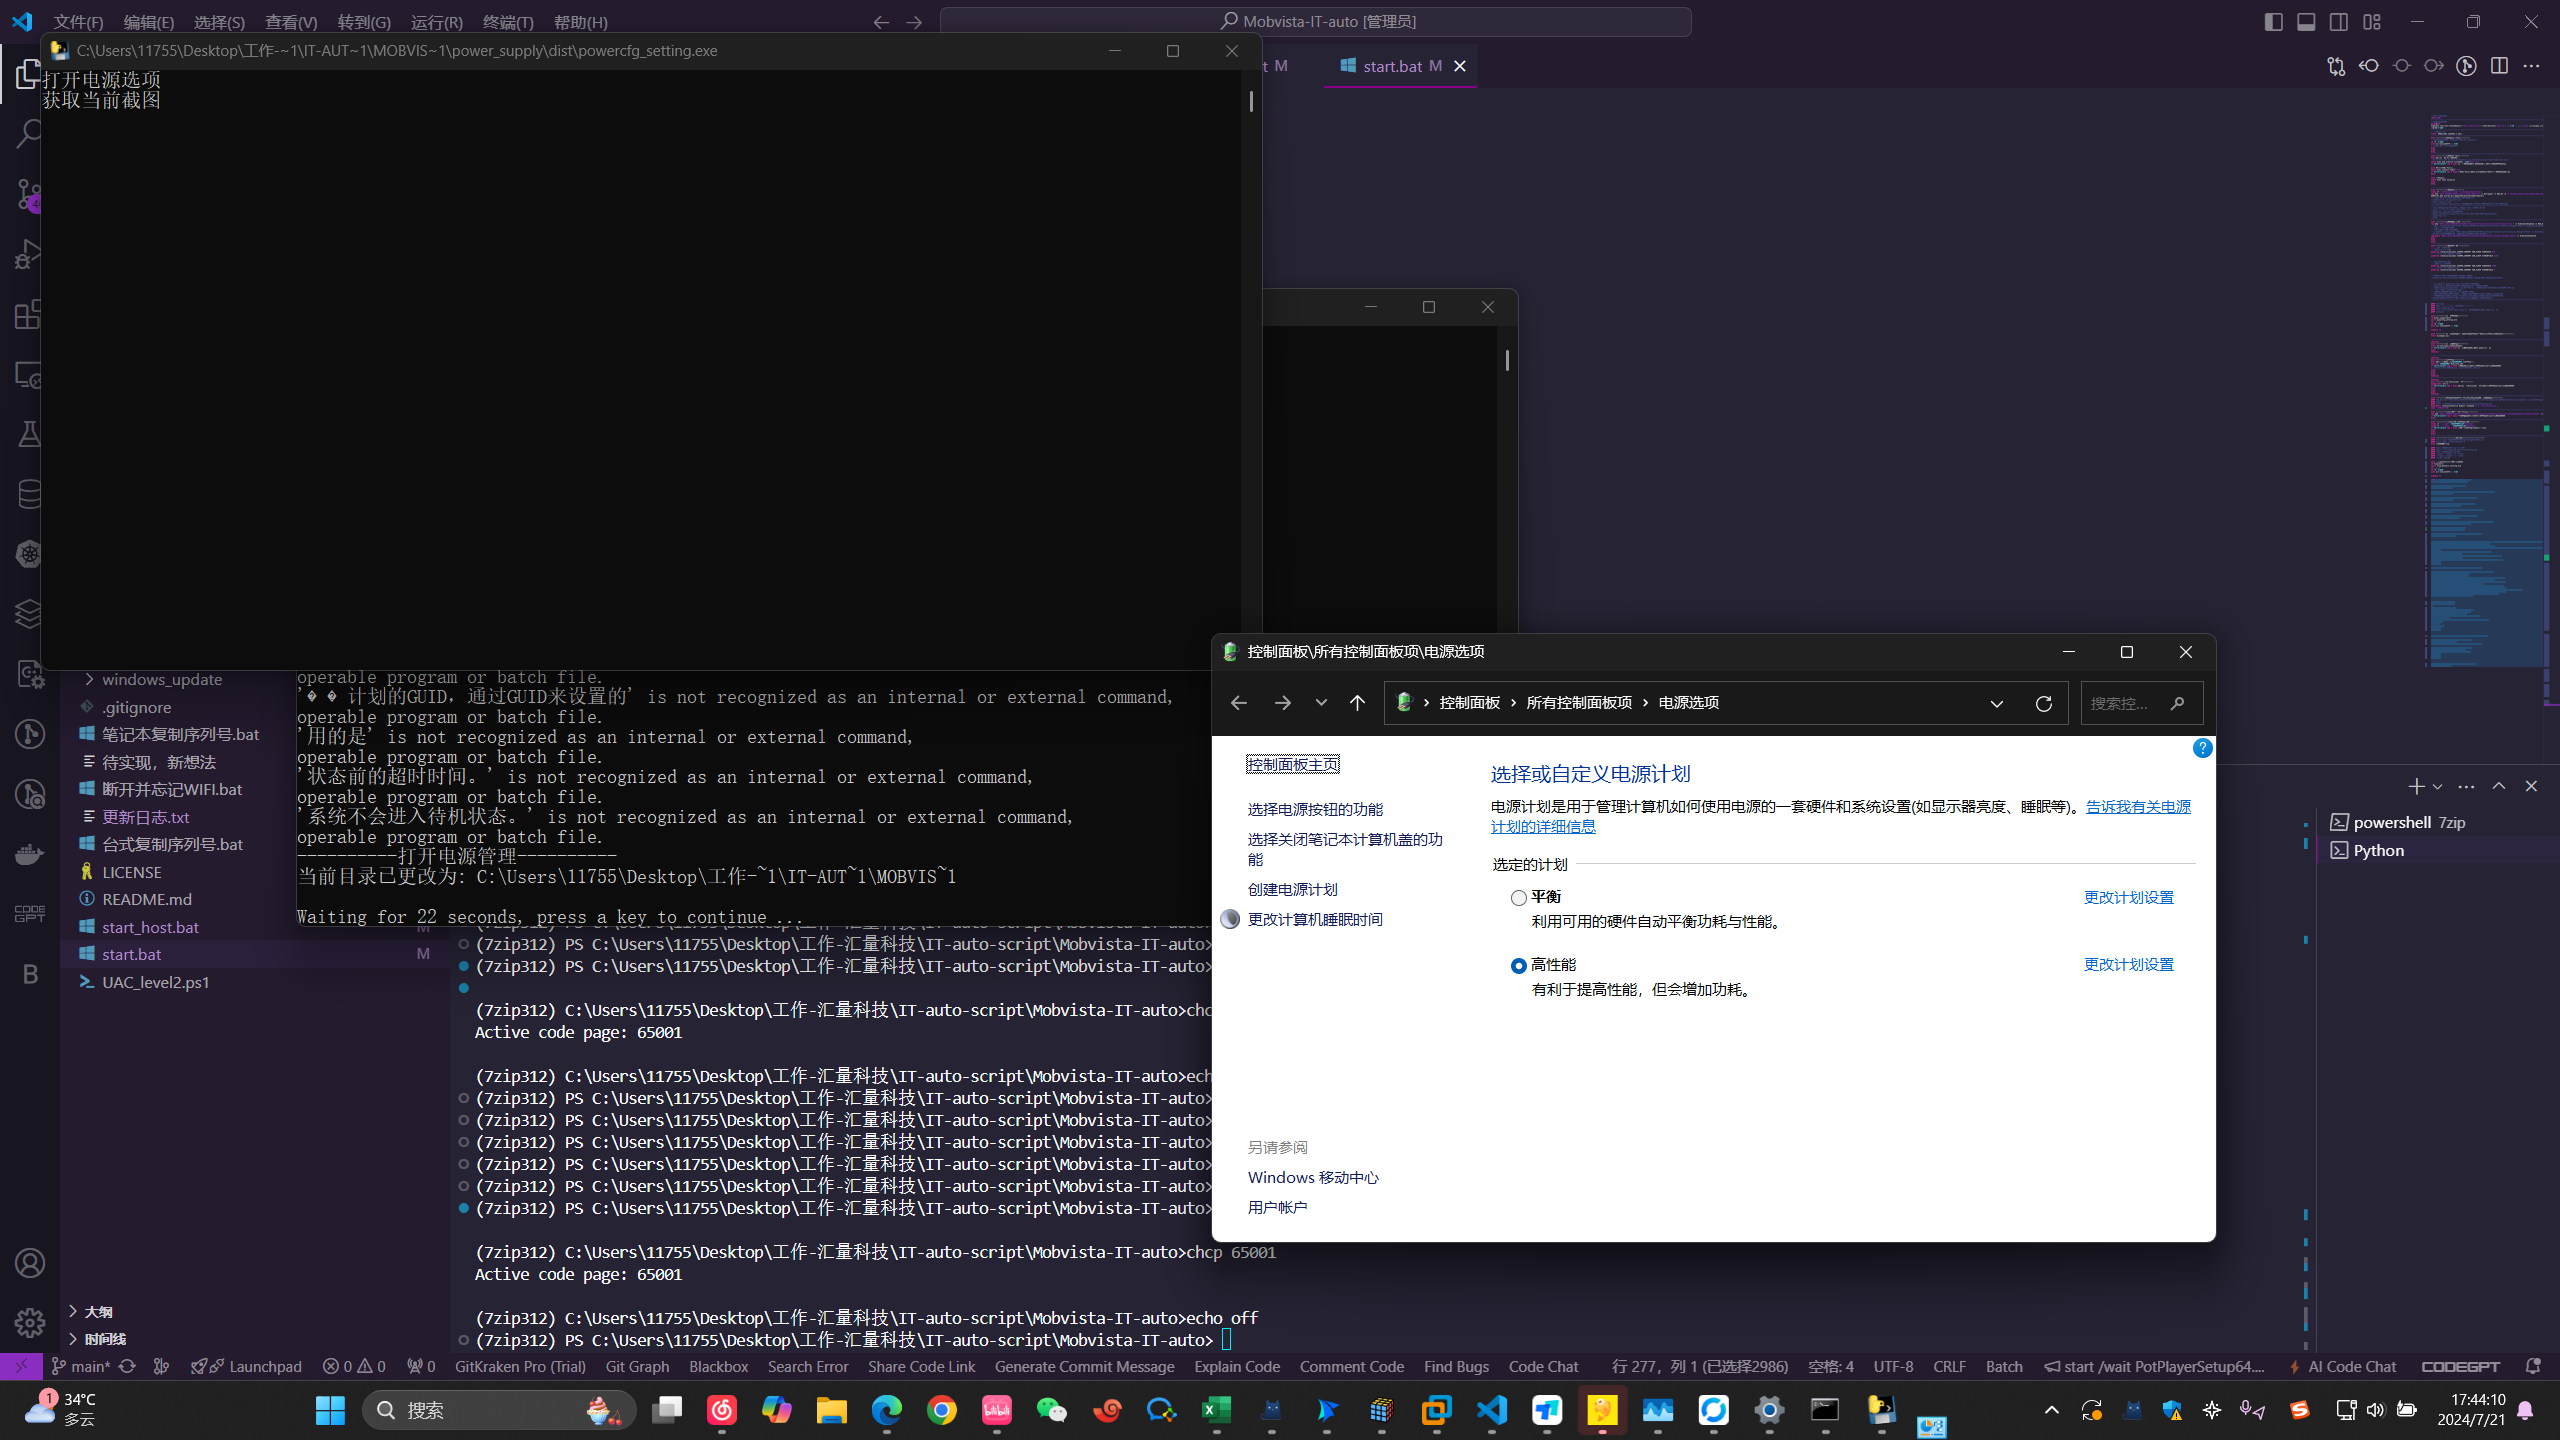 文件(F) 编辑(E) 选择(S) 查看(V) 转到(G) 运行(R) 终端(T) 帮助(H)
Mobvista-IT-auto [管理员]
C:\Users\11755\Desktop\工作-~1\IT-AUT~1\MOBVIS~1\power_supply\dist\powercfg_setting.exe
t M
start.bat M
打开电源选项
获取当前截图
windows_update
.gitignore
笔记本复制序列号.bat
待实现，新想法
断开并忘记WIFI.bat
更新日志.txt
台式复制序列号.bat
LICENSE
README.md
start_host.bat M
start.bat M
UAC_level2.ps1
大纲
时间线
operable program or batch file.
'� � 计划的GUID，通过GUID来设置的' is not recognized as an internal or external command,
operable program or batch file.
'用的是' is not recognized as an internal or external command,
operable program or batch file.
'状态前的超时时间。' is not recognized as an internal or external command,
operable program or batch file.
'系统不会进入待机状态。' is not recognized as an internal or external command,
operable program or batch file.
----------打开电源管理----------
当前目录已更改为: C:\Users\11755\Desktop\工作-~1\IT-AUT~1\MOBVIS~1
Waiting for 22 seconds, press a key to continue ...
(7zip312) PS C:\Users\11755\Desktop\工作-汇量科技\IT-auto-script\Mobvista-IT-auto>
(7zip312) PS C:\Users\11755\Desktop\工作-汇量科技\IT-auto-script\Mobvista-IT-auto>
(7zip312) C:\Users\11755\Desktop\工作-汇量科技\IT-auto-script\Mobvista-IT-auto>chc
Active code page: 65001
(7zip312) C:\Users\11755\Desktop\工作-汇量科技\IT-auto-script\Mobvista-IT-auto>ech
(7zip312) PS C:\Users\11755\Desktop\工作-汇量科技\IT-auto-script\Mobvista-IT-auto>
(7zip312) PS C:\Users\11755\Desktop\工作-汇量科技\IT-auto-script\Mobvista-IT-auto>
(7zip312) PS C:\Users\11755\Desktop\工作-汇量科技\IT-auto-script\Mobvista-IT-auto>
(7zip312) PS C:\Users\11755\Desktop\工作-汇量科技\IT-auto-script\Mobvista-IT-auto>
(7zip312) PS C:\Users\11755\Desktop\工作-汇量科技\IT-auto-script\Mobvista-IT-auto>
(7zip312) PS C:\Users\11755\Desktop\工作-汇量科技\IT-auto-script\Mobvista-IT-auto>
(7zip312) C:\Users\11755\Desktop\工作-汇量科技\IT-auto-script\Mobvista-IT-auto>chcp 65001
Active code page: 65001
(7zip312) C:\Users\11755\Desktop\工作-汇量科技\IT-auto-script\Mobvista-IT-auto>echo off
(7zip312) PS C:\Users\11755\Desktop\工作-汇量科技\IT-auto-script\Mobvista-IT-auto>
控制面板\所有控制面板项\电源选项
控制面板 › 所有控制面板项 › 电源选项
搜索控...
控制面板主页
选择电源按钮的功能
选择关闭笔记本计算机盖的功
能
创建电源计划
更改计算机睡眠时间
选择或自定义电源计划
电源计划是用于管理计算机如何使用电源的一套硬件和系统设置(如显示器亮度、睡眠等)。告诉我有关电源
计划的详细信息
选定的计划
平衡 更改计划设置
利用可用的硬件自动平衡功耗与性能。
高性能 更改计划设置
有利于提高性能，但会增加功耗。
另请参阅
Windows 移动中心
用户帐户
powershell 7zip
Python
CODE
GPT
B
main* Launchpad 0 0 0 GitKraken Pro (Trial) Git Graph Blackbox Search Error Share Code Link Generate Commit Message Explain Code Comment Code Find Bugs Code Chat 行 277，列 1 (已选择2986) 空格: 4 UTF-8 CRLF Batch start /wait PotPlayerSetup64.... AI Code Chat CODEGPT
1
34°C
多云
搜索
bilibili
17:44:10
2024/7/21